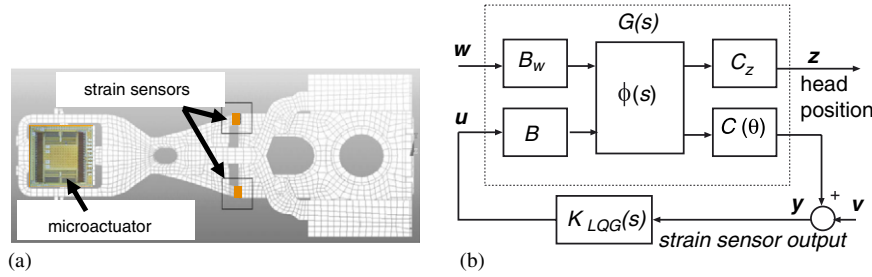 strain sensors
microactuator
(a)
G(s)
w
B_w
ϕ(s)
C_z
z
head
position
u
B
C (θ)
+
K_LQG(s)
y
v
strain sensor output
(b)